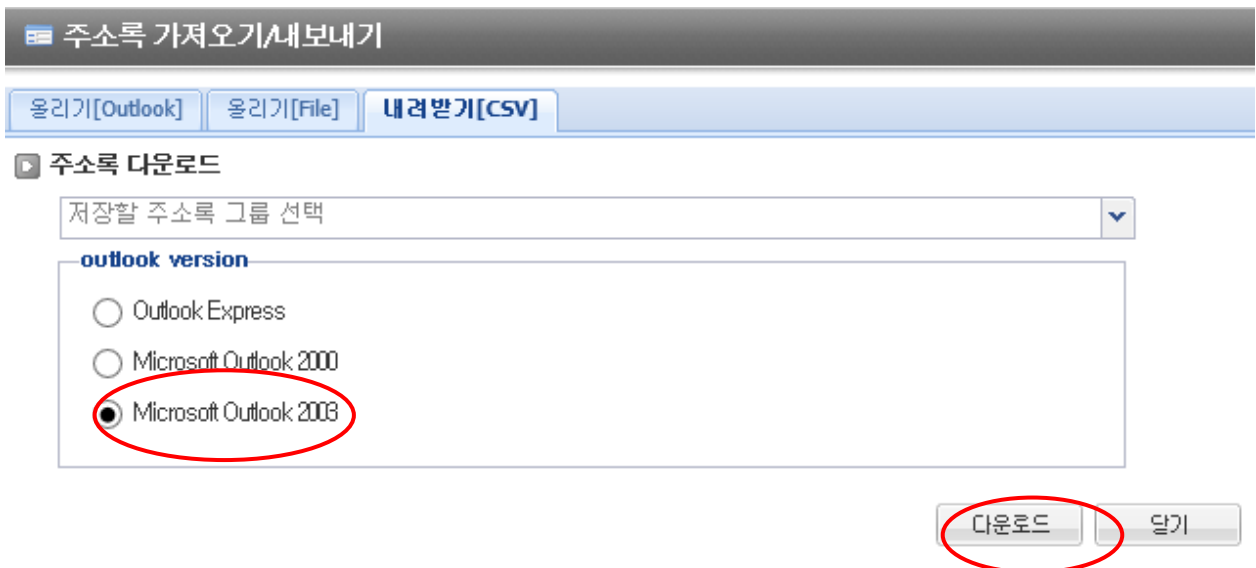 주소록 가져오기/내보내기
올리기[Outlook] 올리기[File] 내려받기[CSV]
주소록 다운로드
저장할 주소록 그룹 선택
outlook version
Outlook Express
Microsoft Outlook 2000
Microsoft Outlook 2003
다운로드 닫기